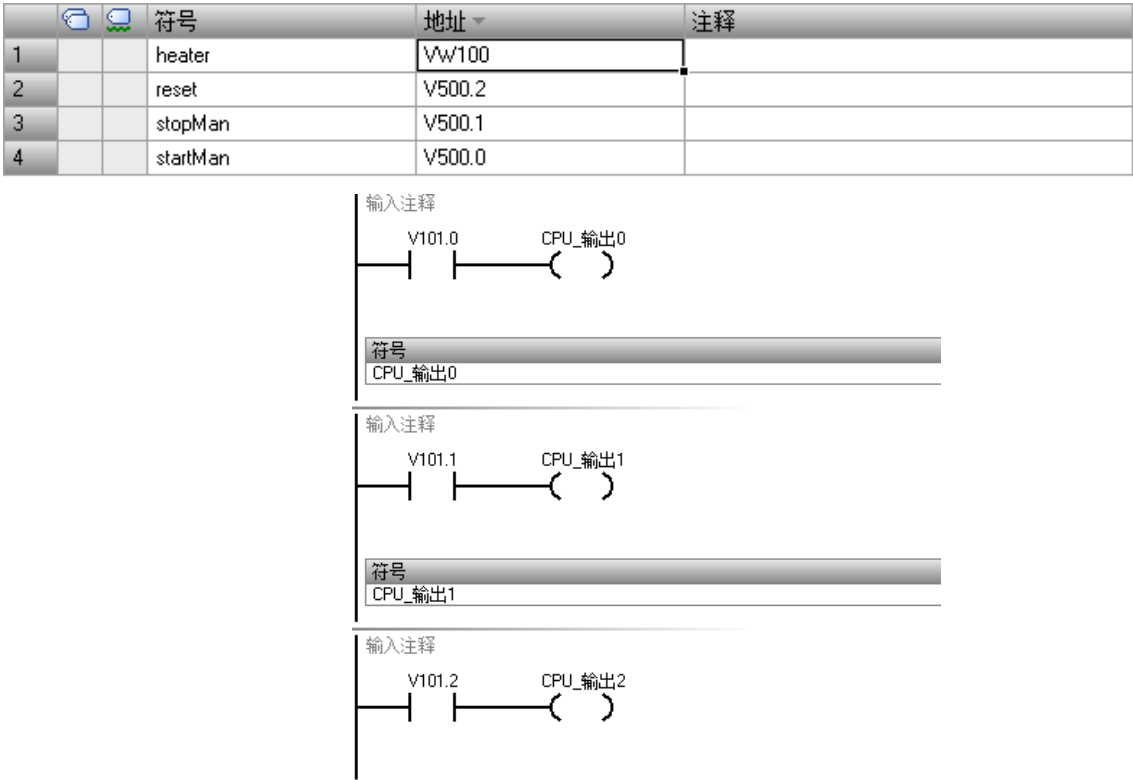 符号 地址 注释
1 heater VW100
2 reset V500.2
3 stopMan V500.1
4 startMan V500.0
输入注释
V101.0 CPU_输出0
符号
CPU_输出0
输入注释
V101.1 CPU_输出1
符号
CPU_输出1
输入注释
V101.2 CPU_输出2